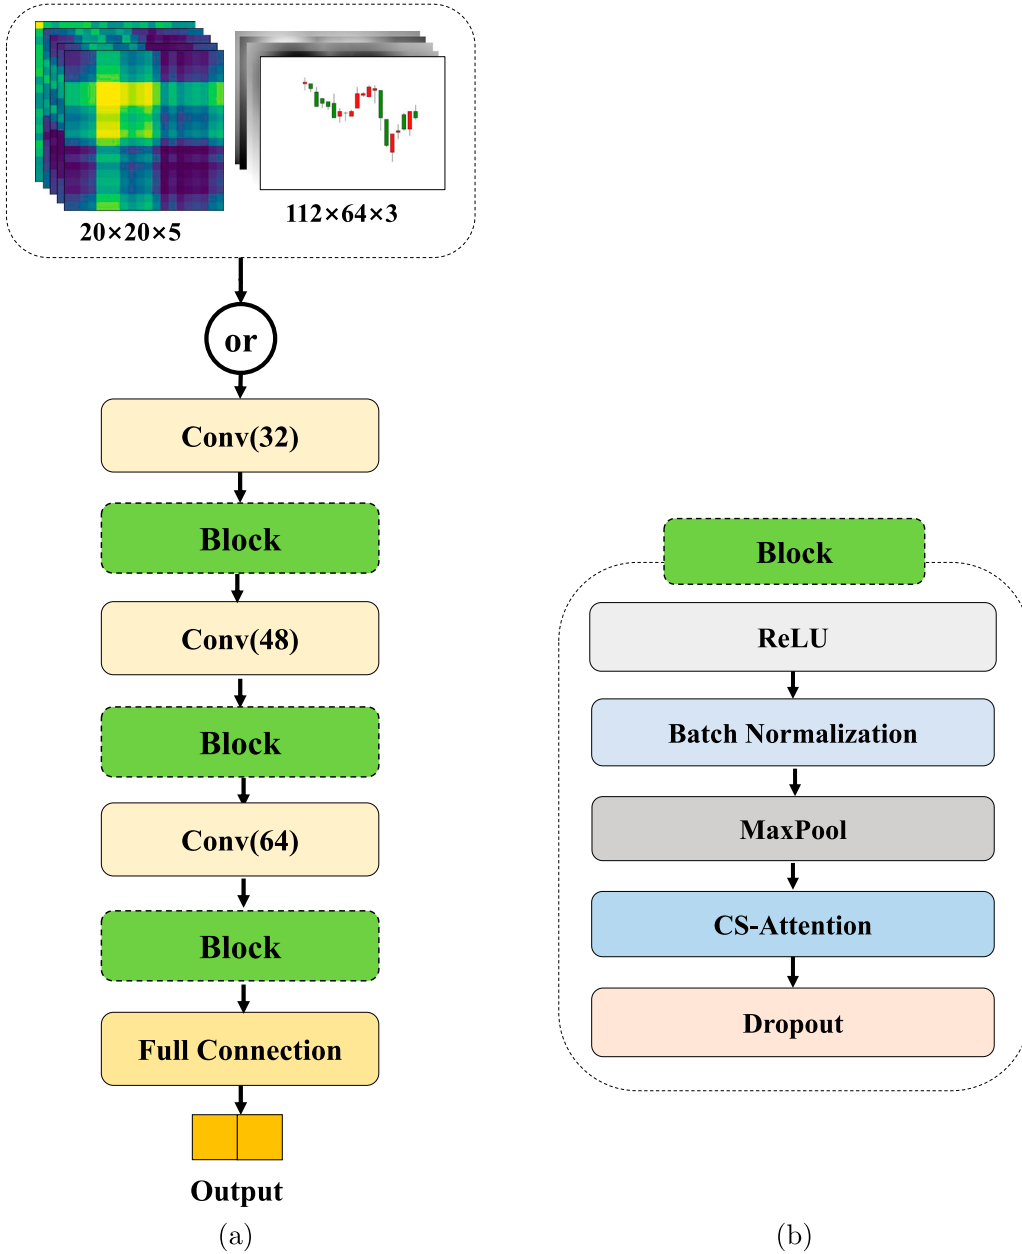 20×20×5
112×64×3
or
Conv(32)
Block
Conv(48)
Block
Conv(64)
Block
Full Connection
Output
(a)
Block
ReLU
Batch Normalization
MaxPool
CS-Attention
Dropout
(b)